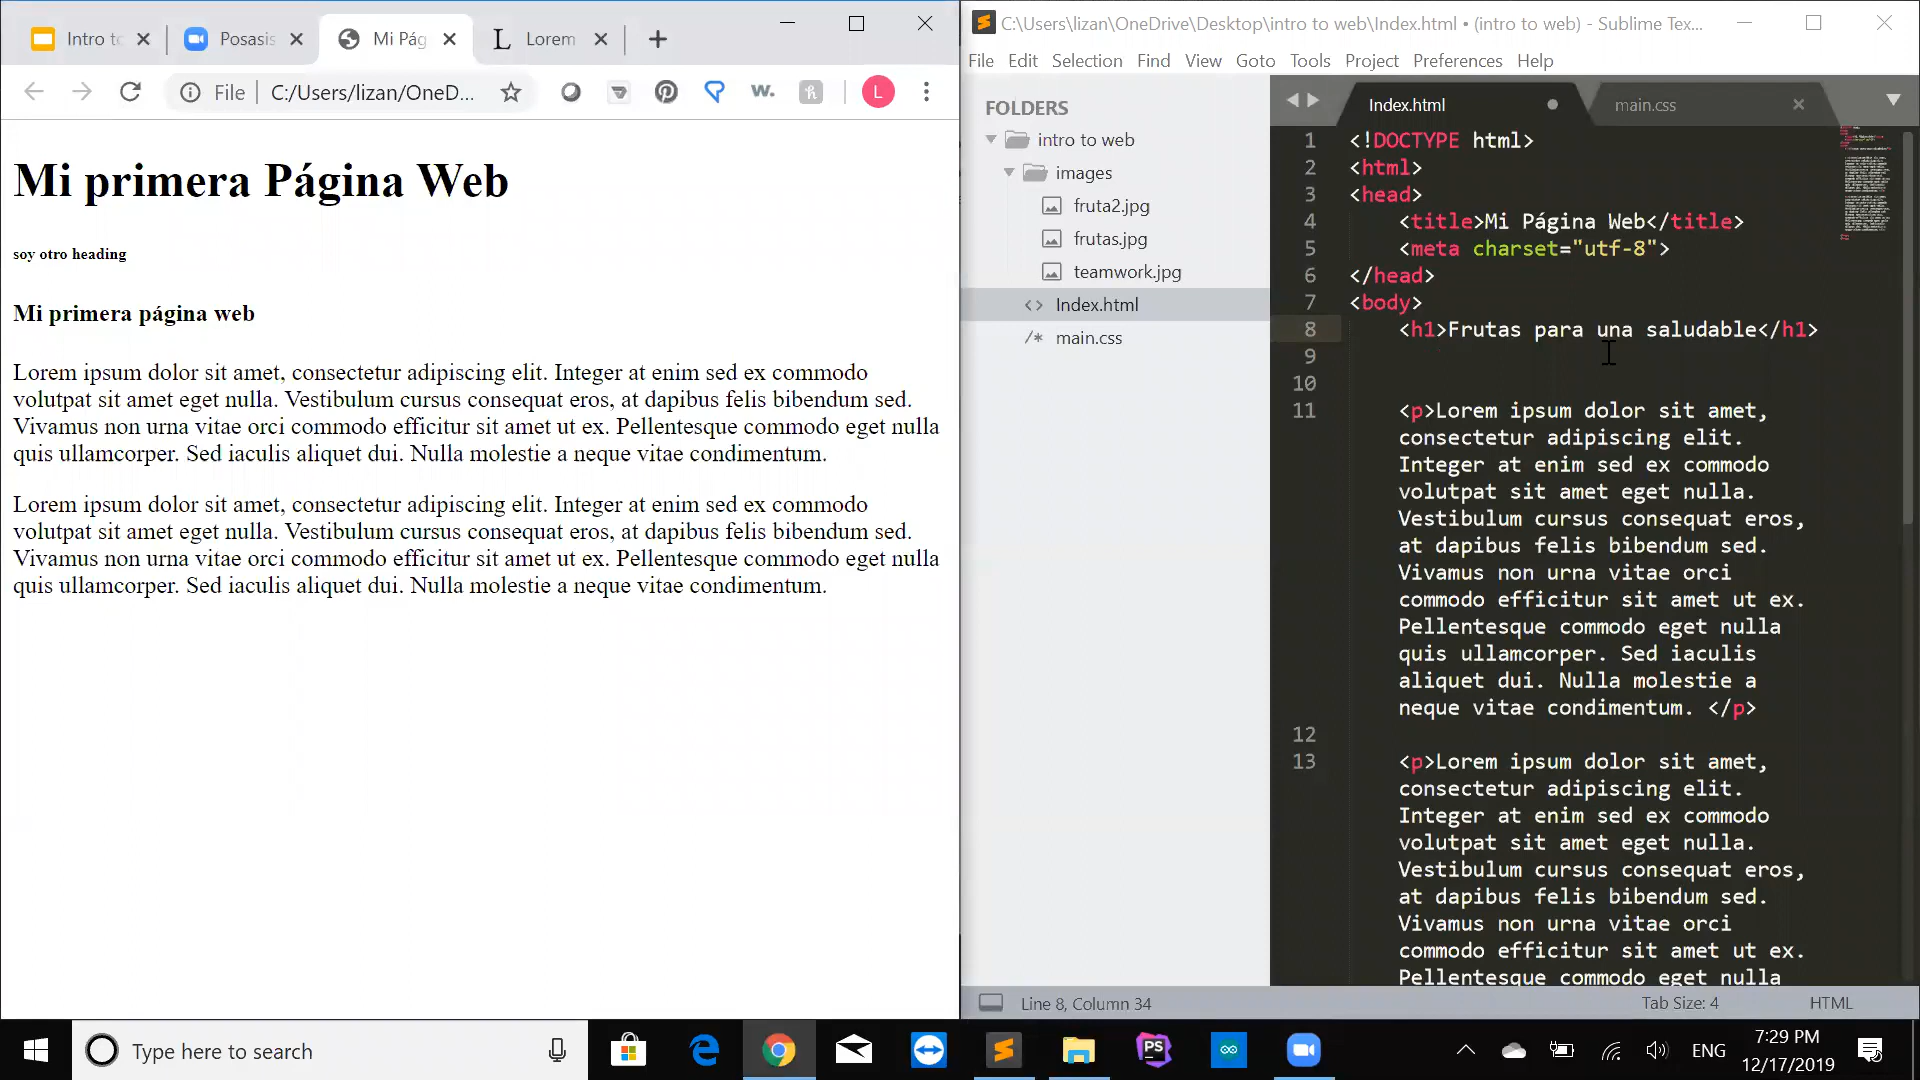 Intro to
Posasis
Mi Pág
Lorem
File
C:/Users/lizan/OneD...
L
Mi primera Página Web
soy otro heading
Mi primera página web
Lorem ipsum dolor sit amet, consectetur adipiscing elit. Integer at enim sed ex commodo
volutpat sit amet eget nulla. Vestibulum cursus consequat eros, at dapibus felis bibendum sed.
Vivamus non urna vitae orci commodo efficitur sit amet ut ex. Pellentesque commodo eget nulla
quis ullamcorper. Sed iaculis aliquet dui. Nulla molestie a neque vitae condimentum.
Lorem ipsum dolor sit amet, consectetur adipiscing elit. Integer at enim sed ex commodo
volutpat sit amet eget nulla. Vestibulum cursus consequat eros, at dapibus felis bibendum sed.
Vivamus non urna vitae orci commodo efficitur sit amet ut ex. Pellentesque commodo eget nulla
quis ullamcorper. Sed iaculis aliquet dui. Nulla molestie a neque vitae condimentum.
C:\Users\lizan\OneDrive\Desktop\intro to web\Index.html • (intro to web) - Sublime Tex...
File Edit Selection Find View Goto Tools Project Preferences Help
FOLDERS
intro to web
images
fruta2.jpg
frutas.jpg
teamwork.jpg
<> Index.html
/* main.css
Index.html
main.css
1 <!DOCTYPE html>
2 <html>
3 <head>
4 <title>Mi Página Web</title>
5 <meta charset="utf-8">
6 </head>
7 <body>
8 <h1>Frutas para una saludable</h1>
9
10
11 <p>Lorem ipsum dolor sit amet,
consectetur adipiscing elit.
Integer at enim sed ex commodo
volutpat sit amet eget nulla.
Vestibulum cursus consequat eros,
at dapibus felis bibendum sed.
Vivamus non urna vitae orci
commodo efficitur sit amet ut ex.
Pellentesque commodo eget nulla
quis ullamcorper. Sed iaculis
aliquet dui. Nulla molestie a
neque vitae condimentum. </p>
12
13 <p>Lorem ipsum dolor sit amet,
consectetur adipiscing elit.
Integer at enim sed ex commodo
volutpat sit amet eget nulla.
Vestibulum cursus consequat eros,
at dapibus felis bibendum sed.
Vivamus non urna vitae orci
commodo efficitur sit amet ut ex.
Pellentesque commodo eget nulla
Line 8, Column 34
Tab Size: 4
HTML
Type here to search
PS
ENG
7:29 PM
12/17/2019